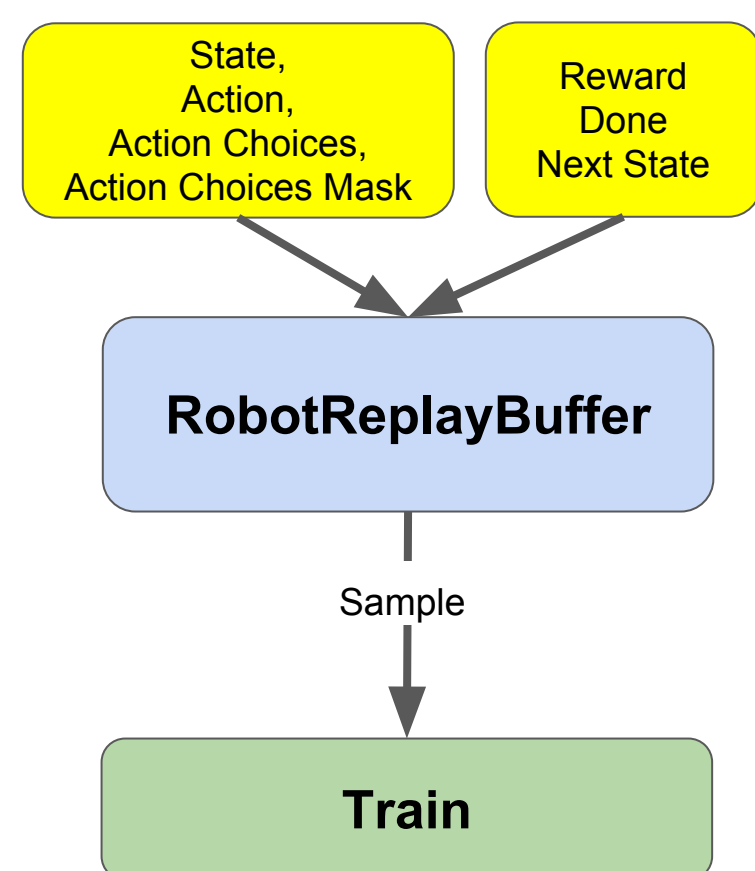 State,
Action,
Action Choices,
Action Choices Mask
Reward
Done
Next State
RobotReplayBuffer
Sample
Train